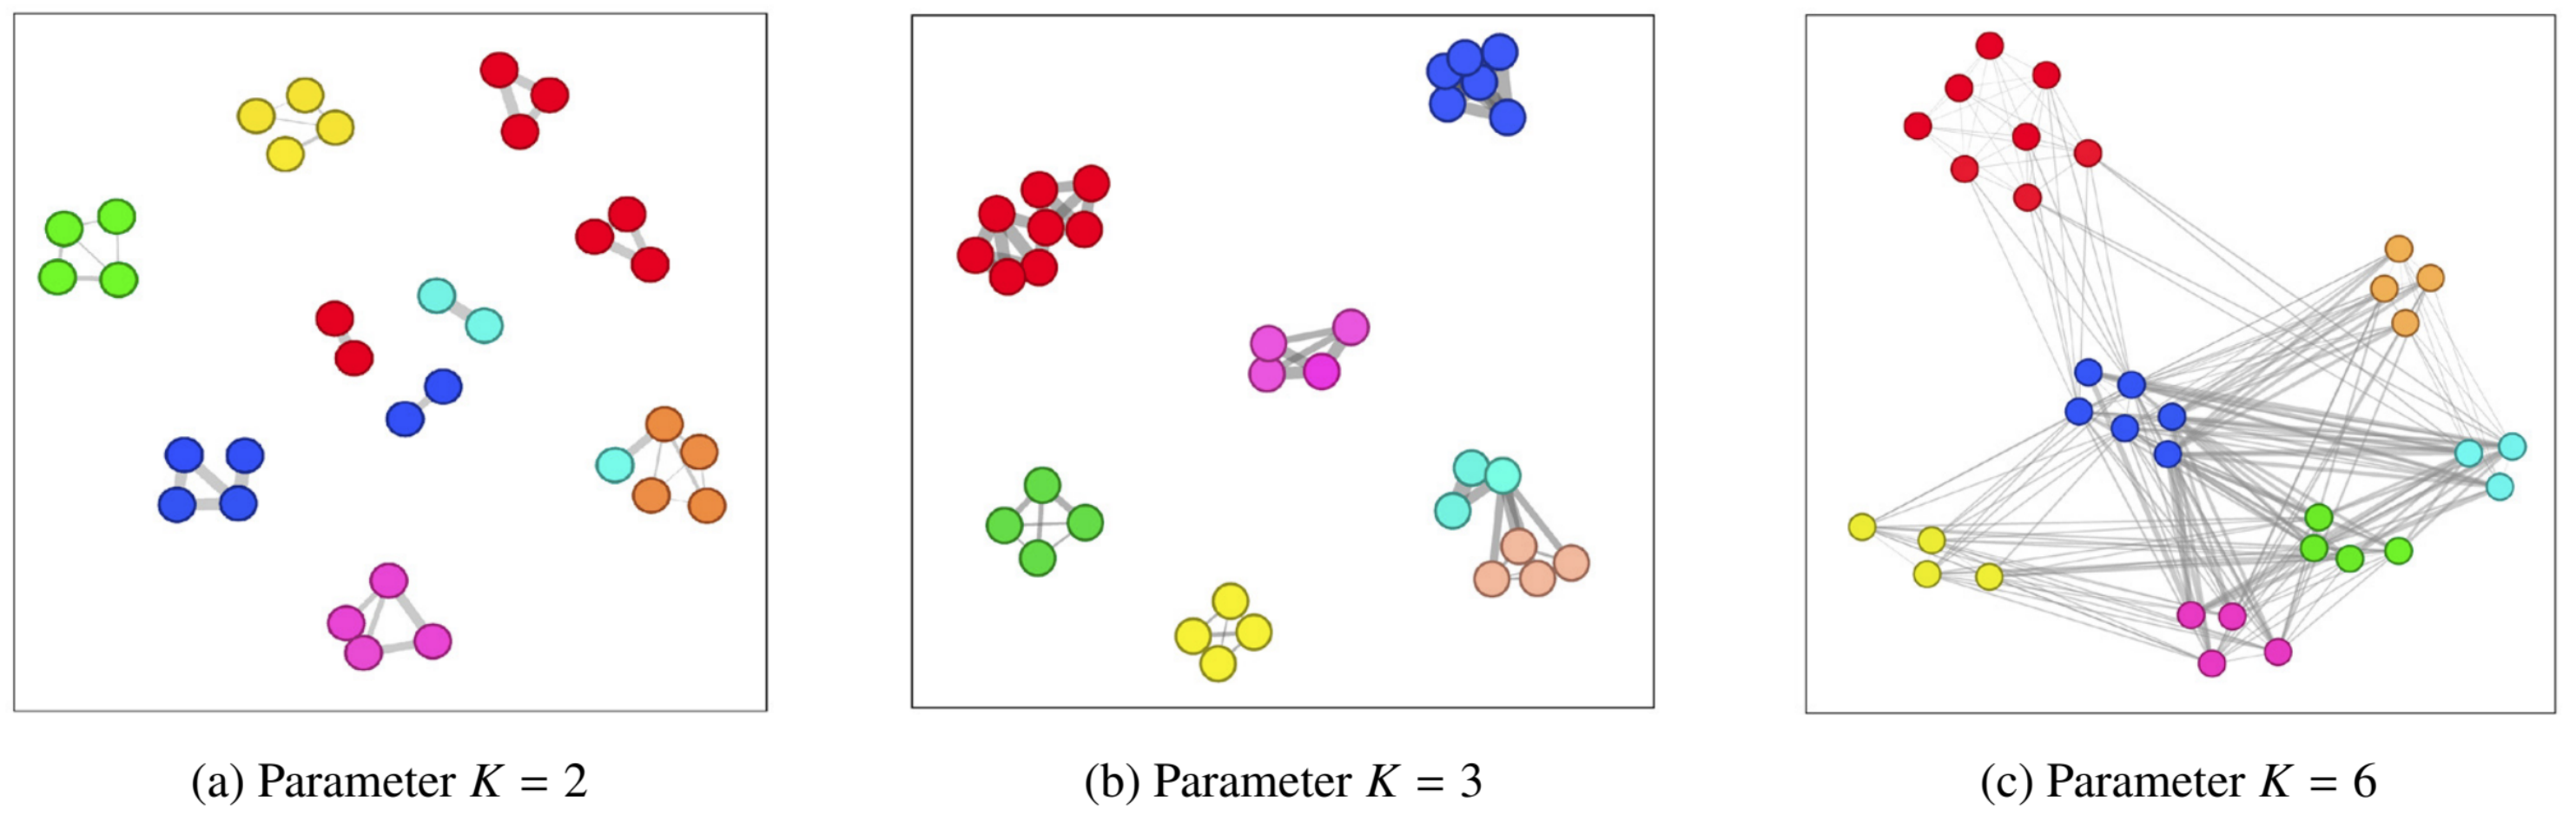 (a) Parameter K = 2
(b) Parameter K = 3
(c) Parameter K = 6